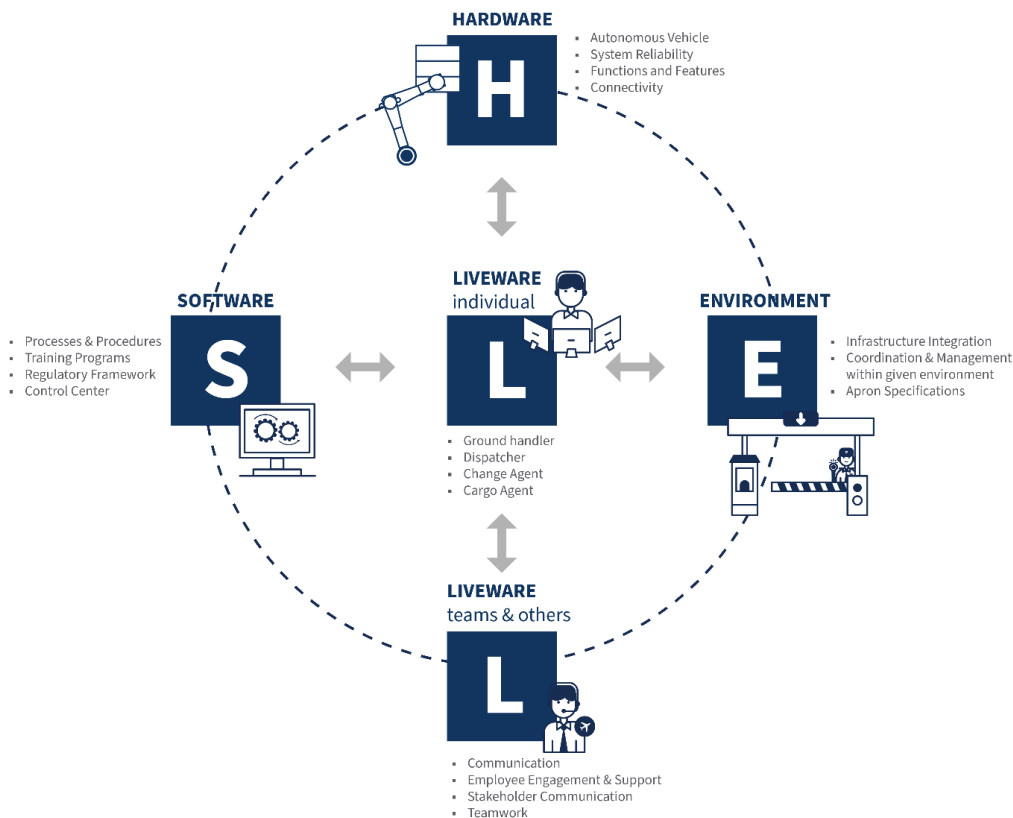 HARDWARE
H
▪ Autonomous Vehicle
▪ System Reliability
▪ Functions and Features
▪ Connectivity
SOFTWARE
S
▪ Processes & Procedures
▪ Training Programs
▪ Regulatory Framework
▪ Control Center
LIVEWARE
individual
L
▪ Ground handler
▪ Dispatcher
▪ Change Agent
▪ Cargo Agent
ENVIRONMENT
E
▪ Infrastructure Integration
▪ Coordination & Management
within given environment
▪ Apron Specifications
LIVEWARE
teams & others
L
▪ Communication
▪ Employee Engagement & Support
▪ Stakeholder Communication
▪ Teamwork